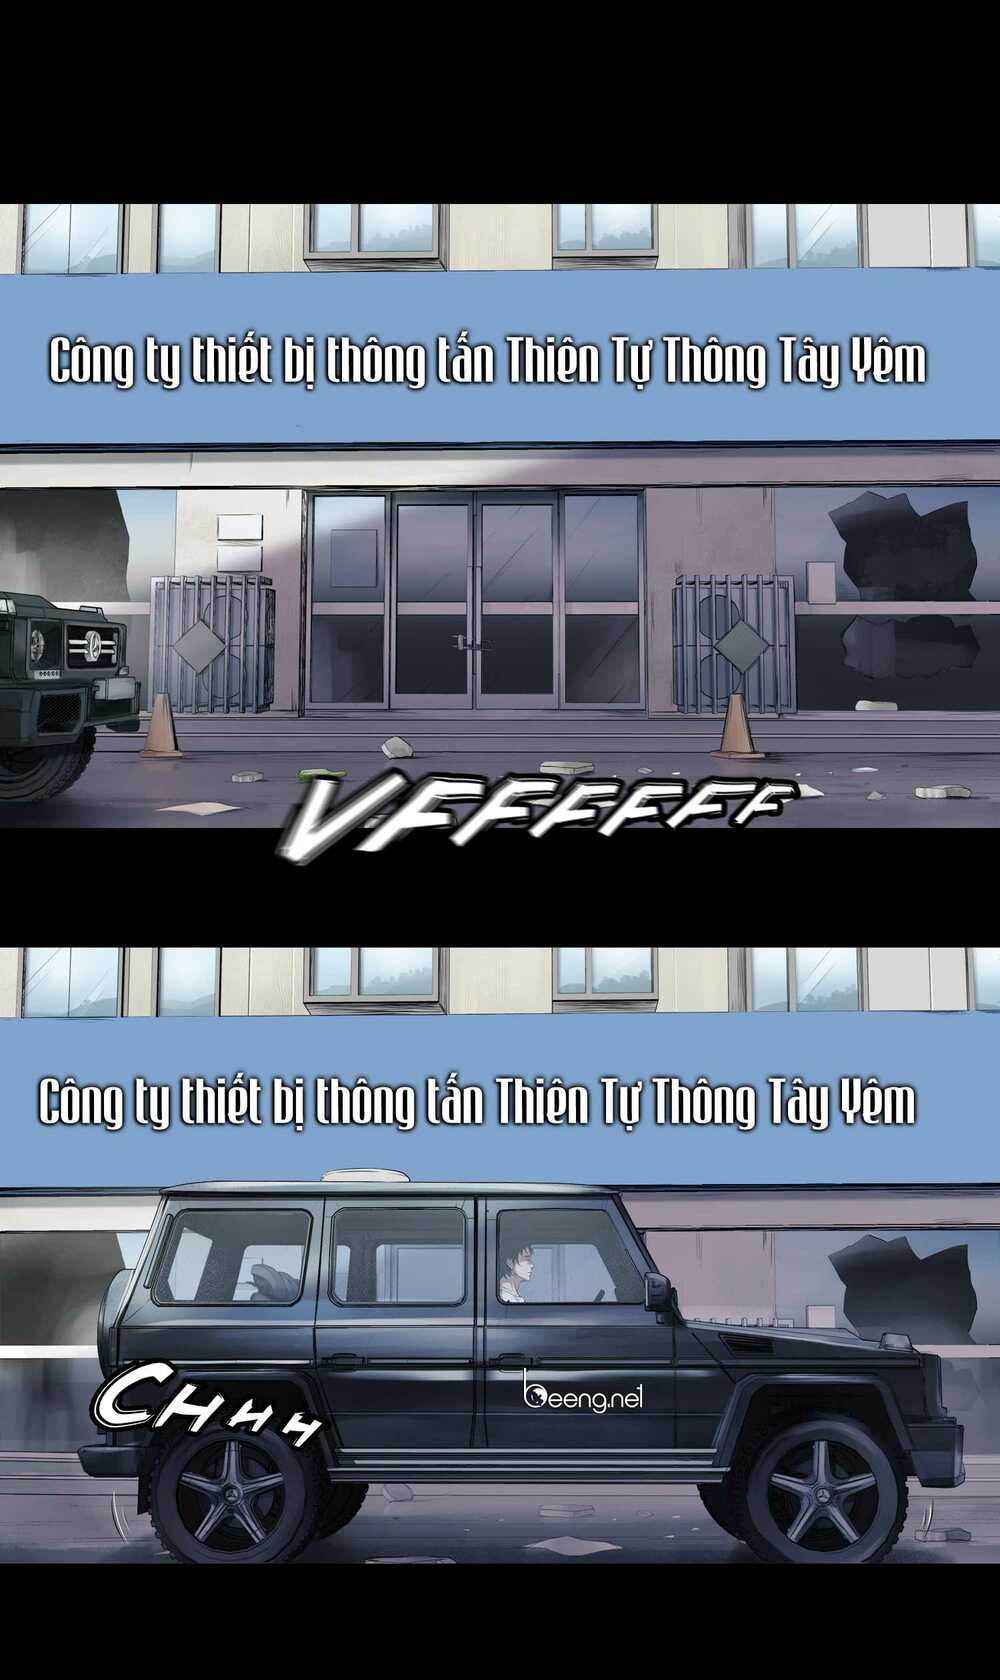 Công ty thiết bị thông tấn Thiên Tự Thông Tây Yêm
VFFFFFFF
Công ty thiết bị thông tấn Thiên Tự Thông Tây Yêm
CHHH
beeng.net